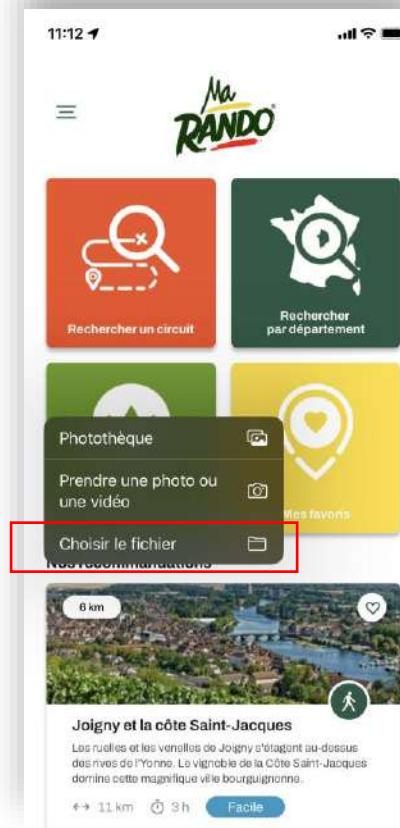 11:12
Ma
RANDO
Rechercher un circuit
Rechercher
par département
Photothèque
Prendre une photo ou
une vidéo
Mes favoris
Choisir le fichier
Nos recommandations
6 km
Joigny et la côte Saint-Jacques
Les ruelles et les venelles de Joigny s'étagent au-dessus
des rives de l'Yonne. Le vignoble de la Côte Saint-Jacques
domine cette magnifique ville bourguignonne.
11 km 3 h Facile